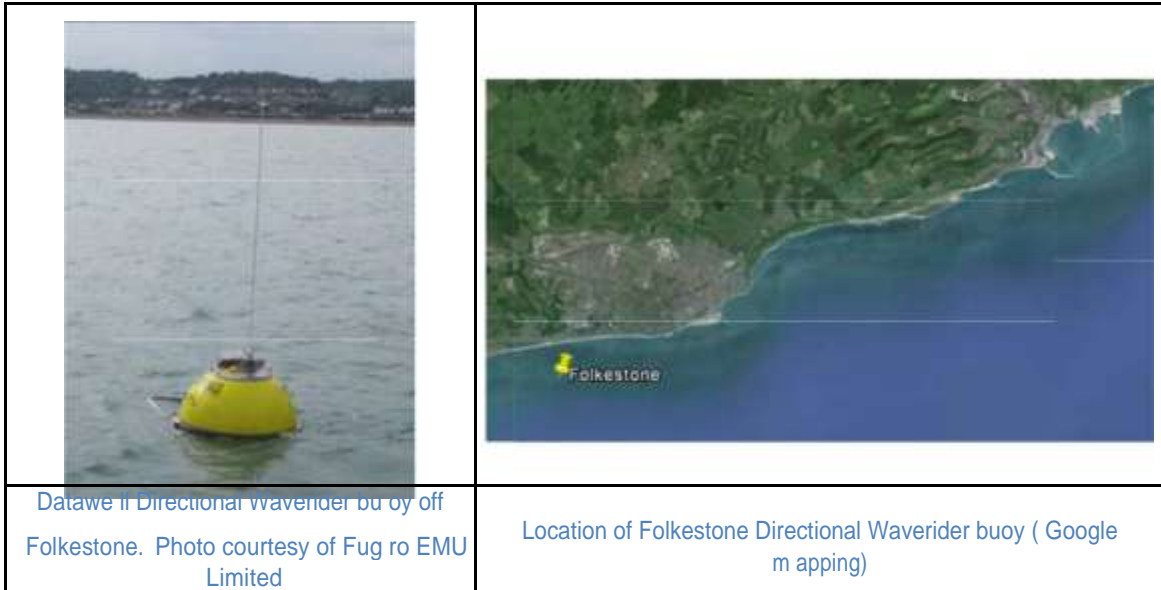 Folkestone
Datawe ll Directional Waverider bu oy off
Folkestone. Photo courtesy of Fug ro EMU
Limited
Location of Folkestone Directional Waverider buoy ( Google
m apping)